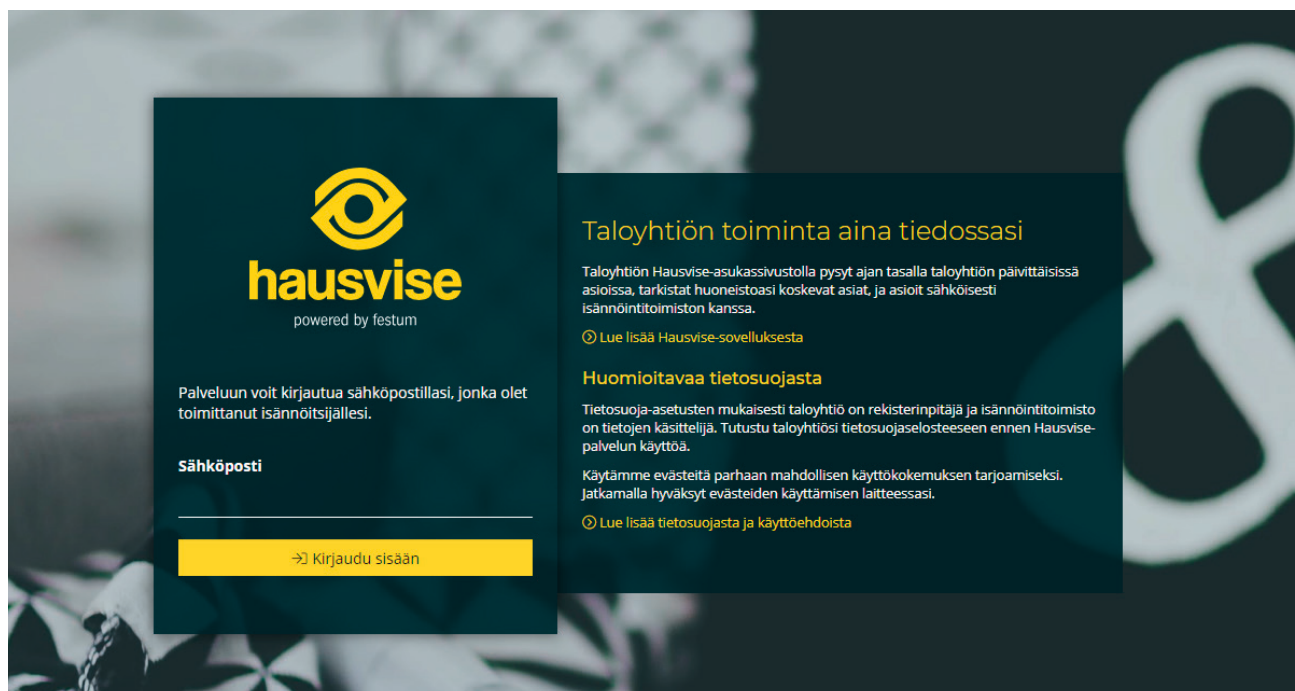 hausvise
powered by festum
Palveluun voit kirjautua sähköpostillasi, jonka olet
toimittanut isännöitsijällesi.
Sähköposti
Kirjaudu sisään
Taloyhtiön toiminta aina tiedossasi
Taloyhtiön Hausvise-asukassivustolla pysyt ajan tasalla taloyhtiön päivittäisissä
asioissa, tarkistat huoneistoasi koskevat asiat, ja asioit sähköisesti
isännöintitoimiston kanssa.
Lue lisää Hausvise-sovelluksesta
Huomioitavaa tietosuojasta
Tietosuoja-asetusten mukaisesti taloyhtiö on rekisterinpitäjä ja isännöintitoimisto
on tietojen käsittelijä. Tutustu taloyhtiösi tietosuojaselosteeseen ennen Hausvise-
palvelun käyttöä.
Käytämme evästeitä parhaan mahdollisen käyttökokemuksen tarjoamiseksi.
Jatkamalla hyväksyt evästeiden käyttämisen laitteessasi.
Lue lisää tietosuojasta ja käyttöehdoista
&